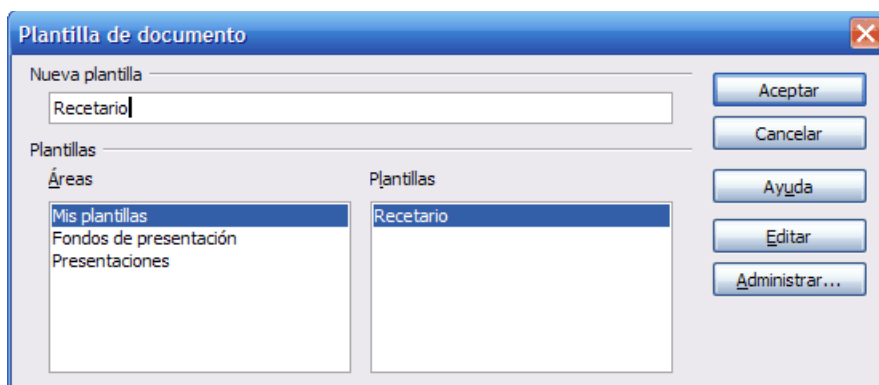 Plantilla de documento
Nueva plantilla
Recetario
Aceptar
Cancelar
Plantillas
Áreas
Plantillas
Ayuda
Mis plantillas
Recetario
Fondos de presentación
Editar
Presentaciones
Administrar...